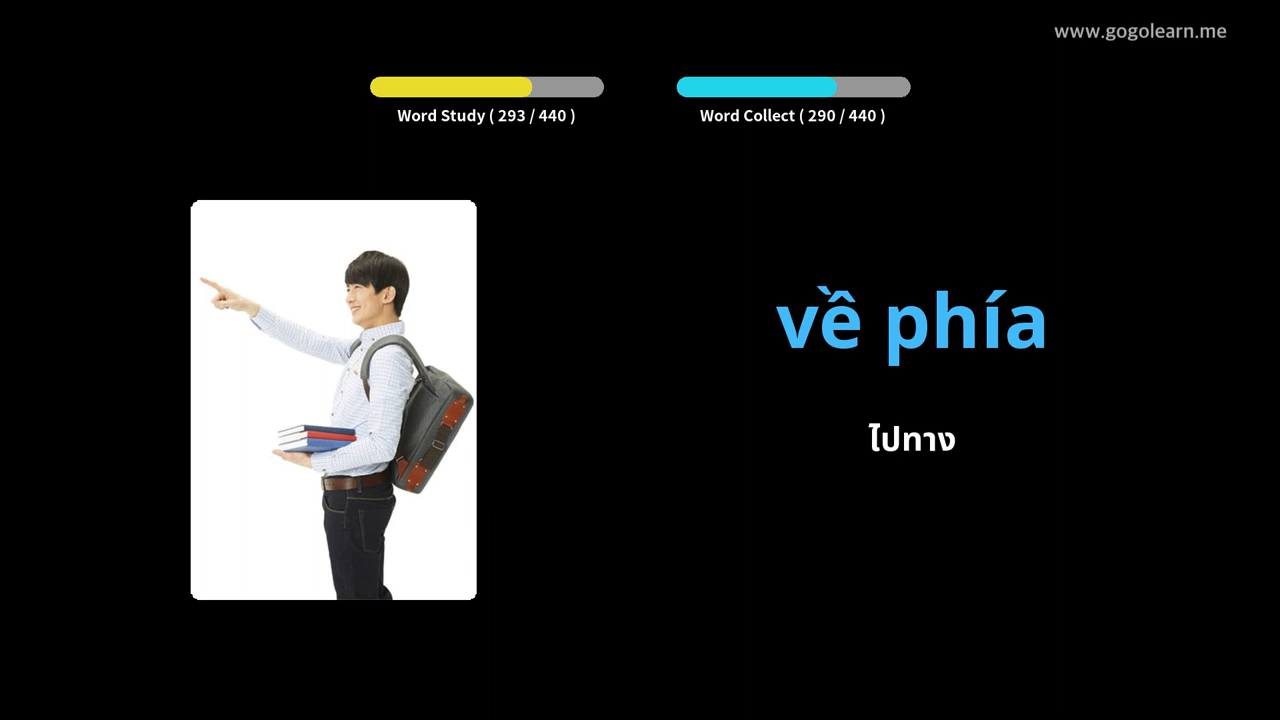 www.gogolearn.me
Word Study ( 293 / 440 )
Word Collect ( 290 / 440 )
về phía
ไปทาง